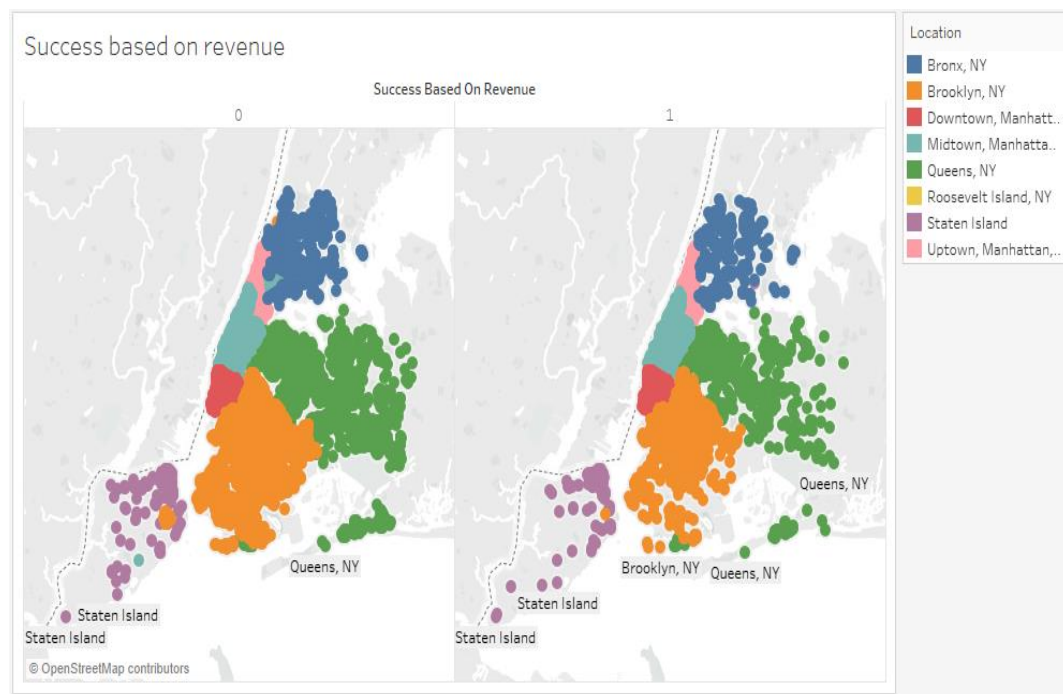 Success based on revenue
Success Based On Revenue
0
1
Queens, NY
Staten Island
Staten Island
Queens, NY
Brooklyn, NY
Queens, NY
Staten Island
Staten Island
© OpenStreetMap contributors
Location
Bronx, NY
Brooklyn, NY
Downtown, Manhatt..
Midtown, Manhatta..
Queens, NY
Roosevelt Island, NY
Staten Island
Uptown, Manhattan,..